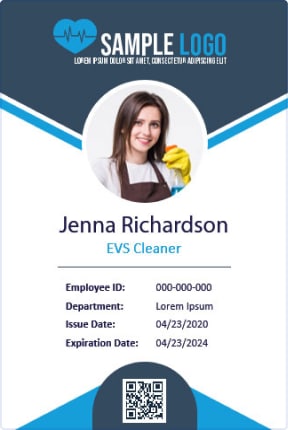 SAMPLE LOGO
LOREM IPSUM DOLOR SIT AMET, CONSECTETUR ADIPISCING ELIT
Jenna Richardson
EVS Cleaner
Employee ID: 000-000-000
Department: Lorem Ipsum
Issue Date: 04/23/2020
Expiration Date: 04/23/2024